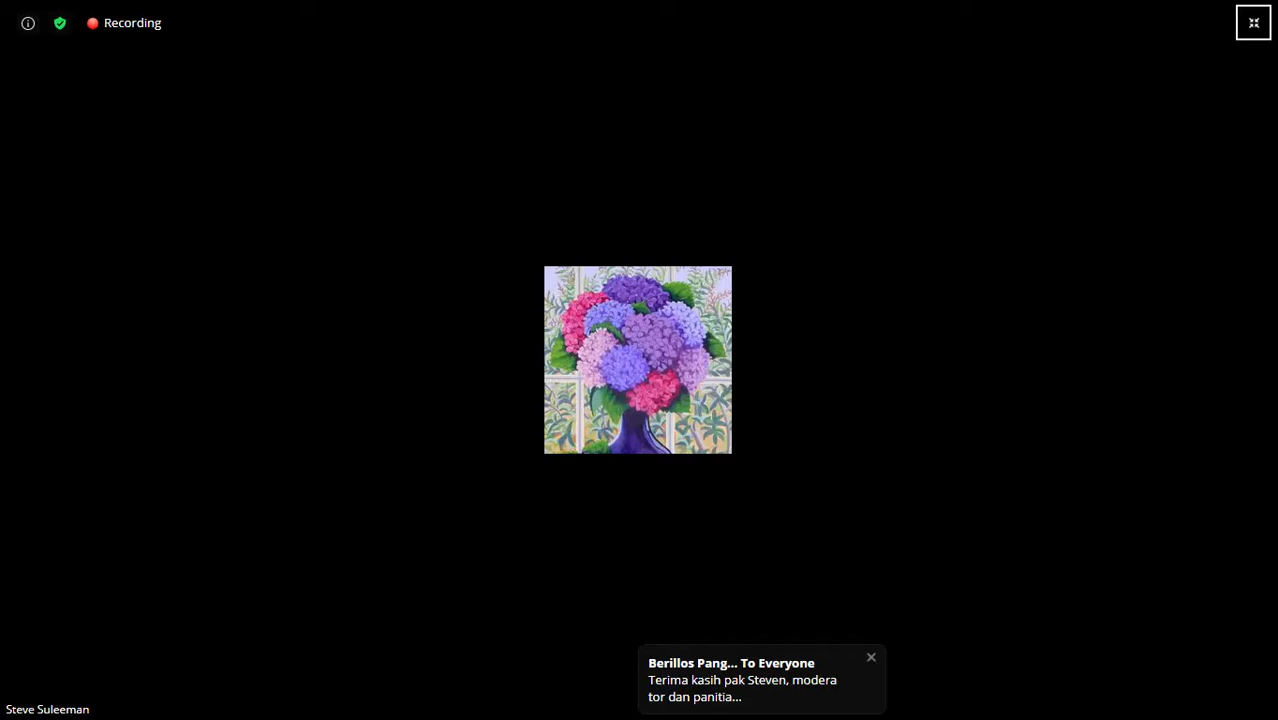 Recording
Berillos Pang... To Everyone
Terima kasih pak Steven, modera
tor dan panitia...
Steve Suleeman